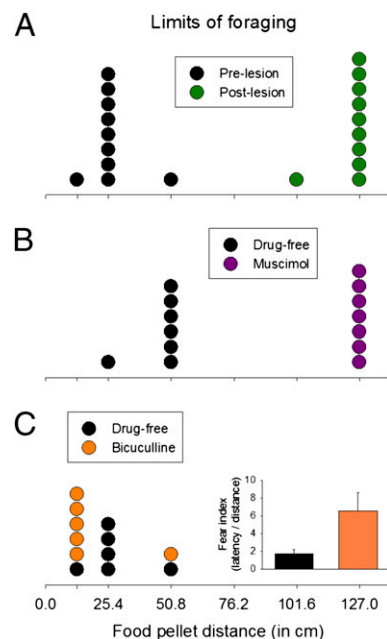 A
Limits of foraging
Pre-lesion
Post-lesion
B
Drug-free
Muscimol
C
Drug-free
Bicuculline
Fear index
(latency / distance)
10
8
6
4
2
0
0.0 25.4 50.8 76.2 101.6 127.0
Food pellet distance (in cm)